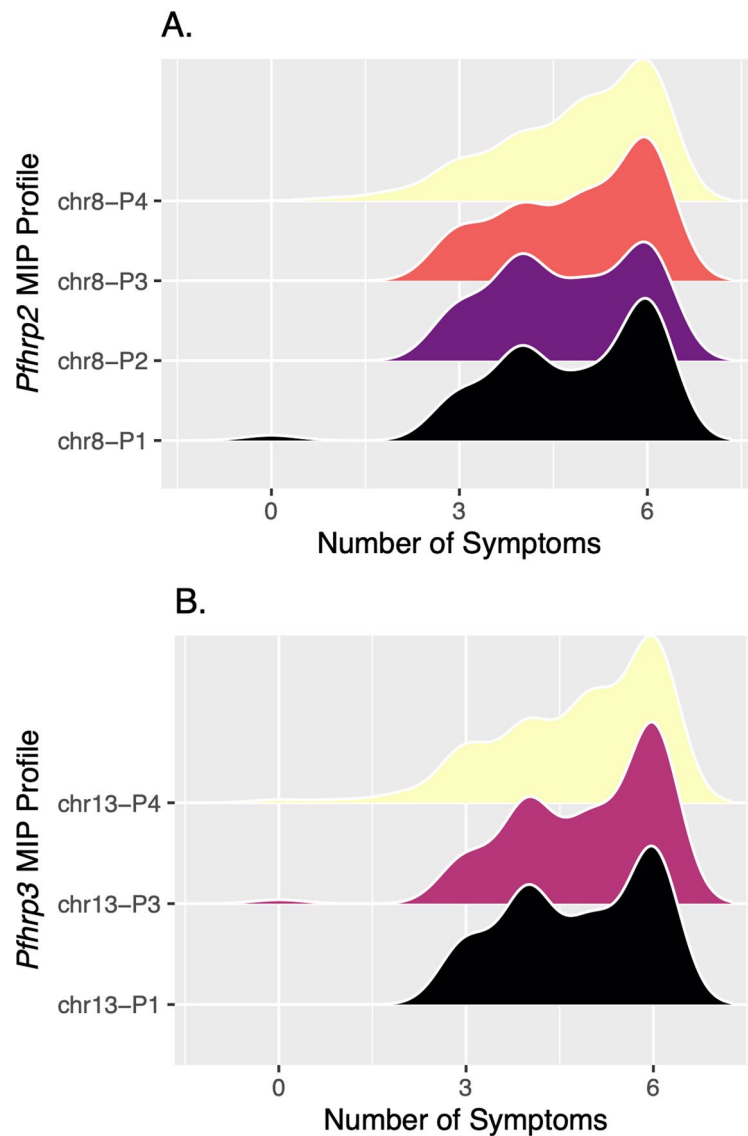 A.
Pfhrp2 MIP Profile
chr8–P4
chr8–P3
chr8–P2
chr8–P1
0 3 6
Number of Symptoms
B.
Pfhrp3 MIP Profile
chr13–P4
chr13–P3
chr13–P1
0 3 6
Number of Symptoms